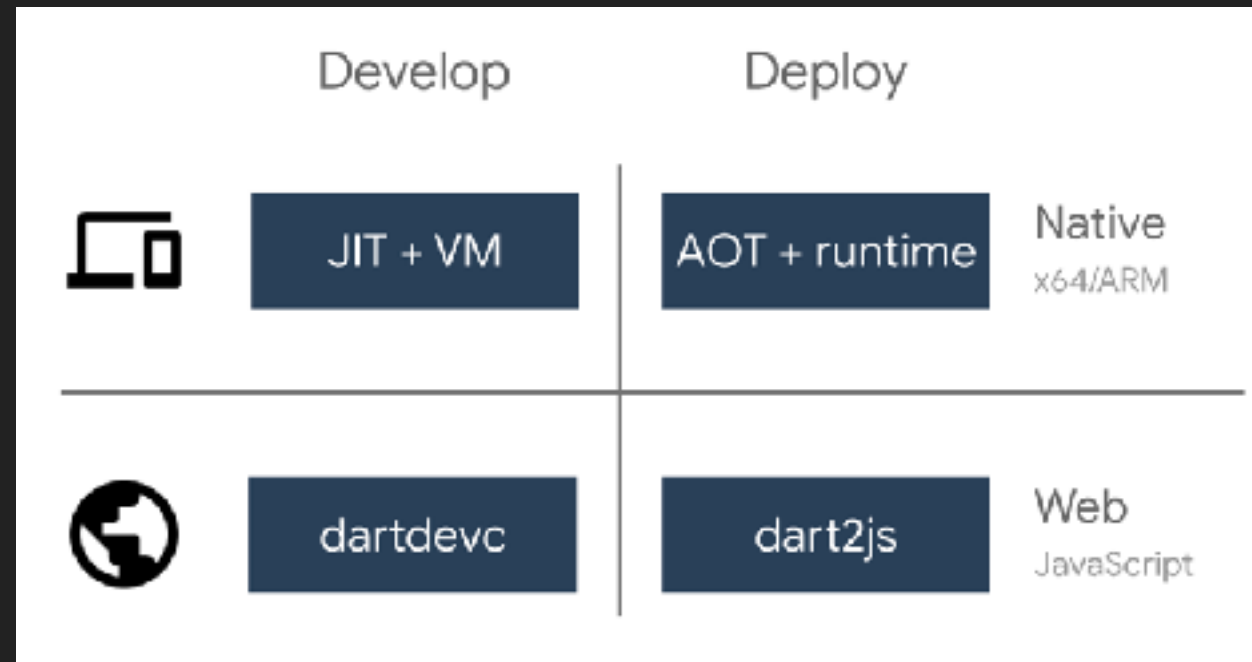 Develop
Deploy
JIT + VM
AOT + runtime
Native
x64/ARM
dartdevc
dart2js
Web
JavaScript